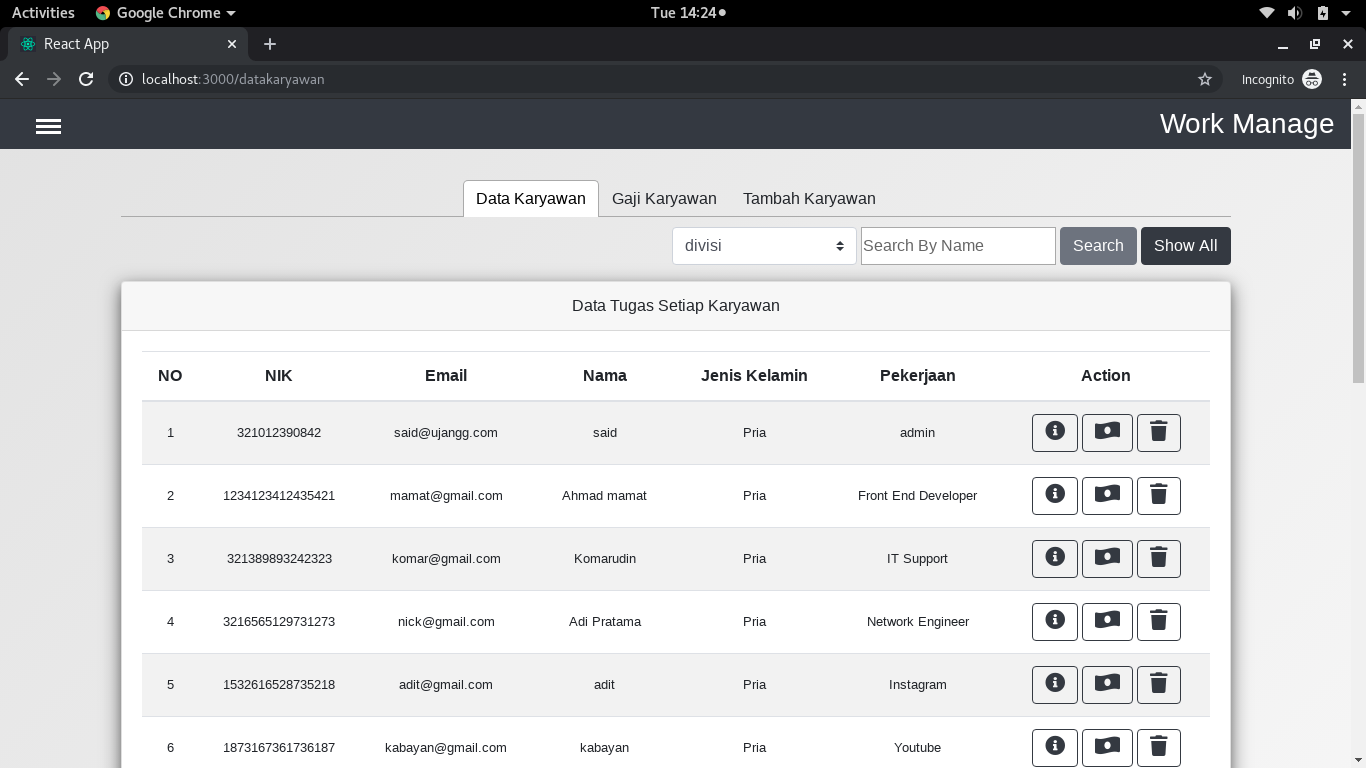 Activities Google Chrome Tue 14:24
React App
localhost:3000/datakaryawan Incognito
Work Manage
Data Karyawan Gaji Karyawan Tambah Karyawan
divisi Search By Name Search Show All
Data Tugas Setiap Karyawan
NO NIK Email Nama Jenis Kelamin Pekerjaan Action
1 321012390842 said@ujangg.com said Pria admin
2 1234123412435421 mamat@gmail.com Ahmad mamat Pria Front End Developer
3 321389893242323 komar@gmail.com Komarudin Pria IT Support
4 3216565129731273 nick@gmail.com Adi Pratama Pria Network Engineer
5 1532616528735218 adit@gmail.com adit Pria Instagram
6 1873167361736187 kabayan@gmail.com kabayan Pria Youtube